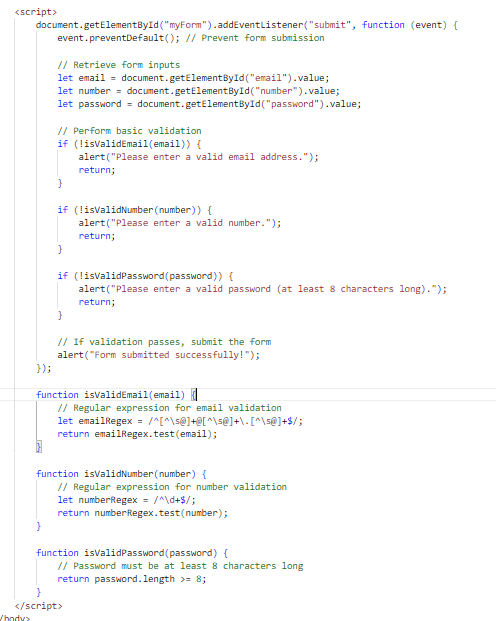 <script>
document.getElementById("myForm").addEventListener("submit", function (event) {
event.preventDefault(); // Prevent form submission
// Retrieve form inputs
let email = document.getElementById("email").value;
let number = document.getElementById("number").value;
let password = document.getElementById("password").value;
// Perform basic validation
if (!isValidEmail(email)) {
alert("Please enter a valid email address.");
return;
}
if (!isValidNumber(number)) {
alert("Please enter a valid number.");
return;
}
if (!isValidPassword(password)) {
alert("Please enter a valid password (at least 8 characters long).");
return;
}
// If validation passes, submit the form
alert("Form submitted successfully!");
});
function isValidEmail(email) {
// Regular expression for email validation
let emailRegex = /^[^\s@]+@[^\s@]+\.[^\s@]+$/;
return emailRegex.test(email);
}
function isValidNumber(number) {
// Regular expression for number validation
let numberRegex = /^\d+$/;
return numberRegex.test(number);
}
function isValidPassword(password) {
// Password must be at least 8 characters long
return password.length >= 8;
}
</script>
/body>